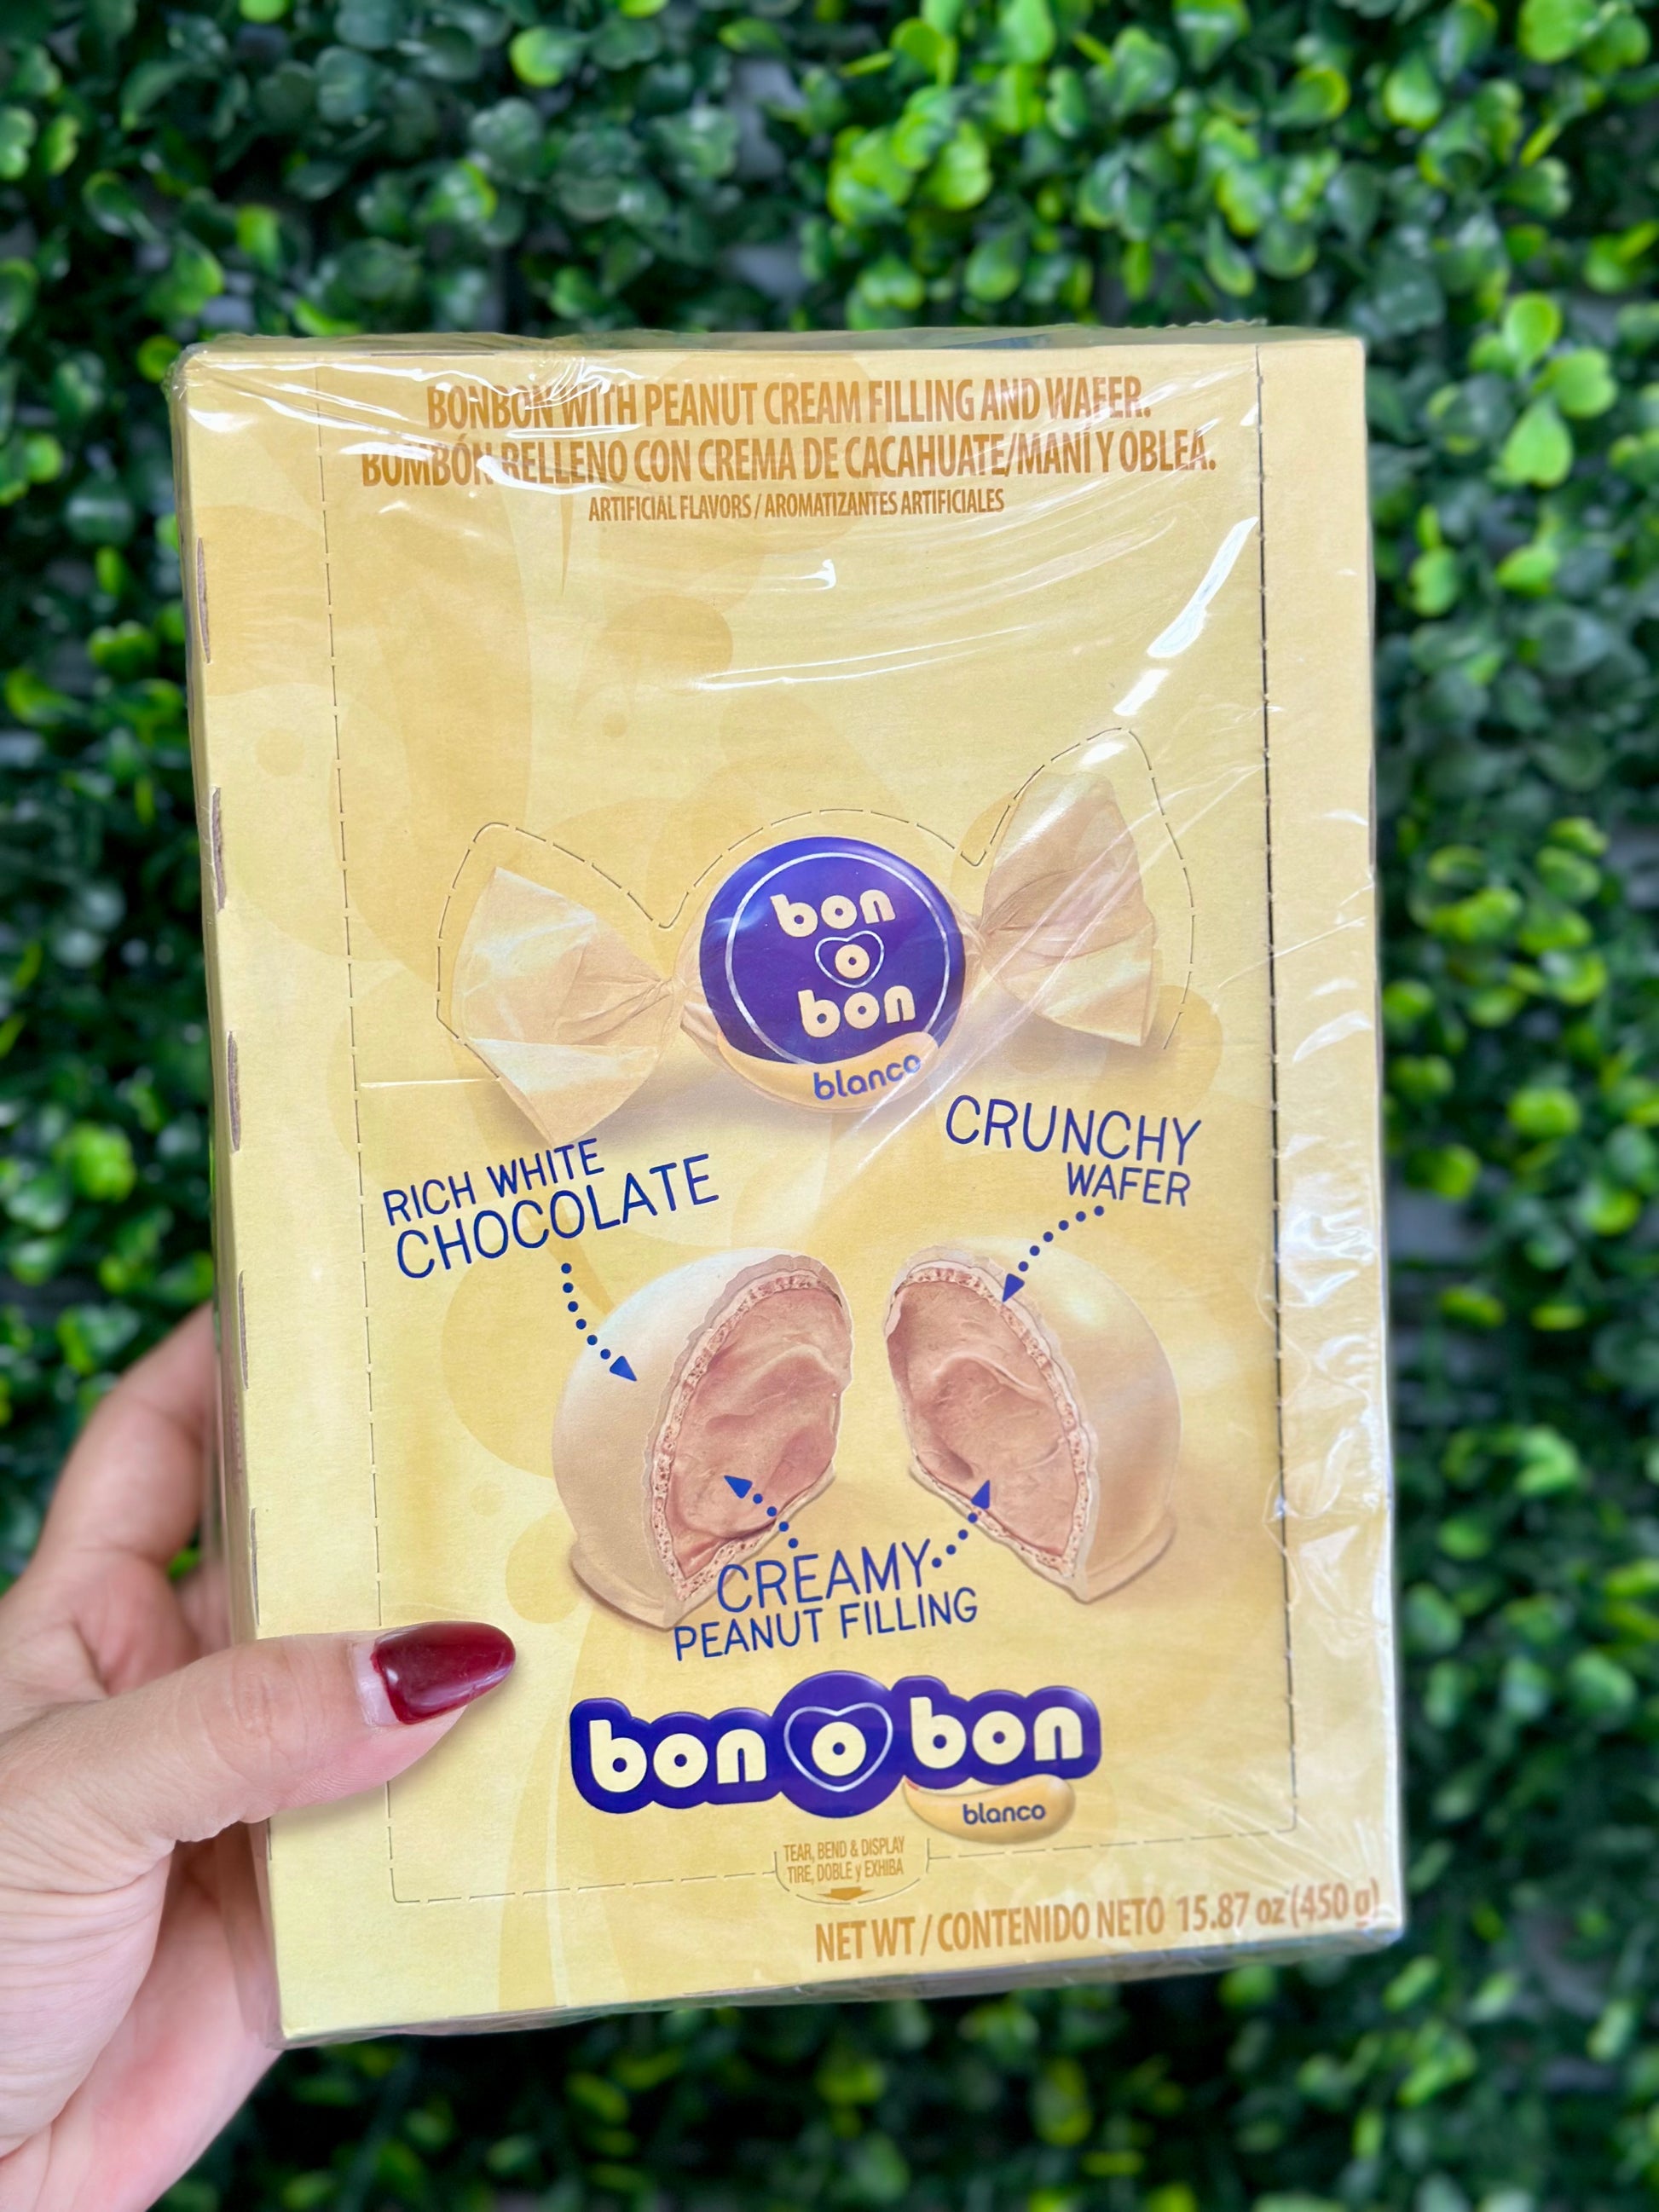 BONBON WITH PEANUT CREAM FILLING AND WAFER.
BOMBÓN RELLENO CON CREMA DE CACAHUATE/MANÍ Y OBLEA.
ARTIFICIAL FLAVORS / AROMATIZANTES ARTIFICIALES
bon
o
bon
blanco
RICH WHITE
CHOCOLATE
CRUNCHY
WAFER
CREAMY
PEANUT FILLING
bon o bon
blanco
TEAR, BEND & DISPLAY
TIRE, DOBLE y EXHIBA
NET WT / CONTENIDO NETO 15.87 oz (450 g)